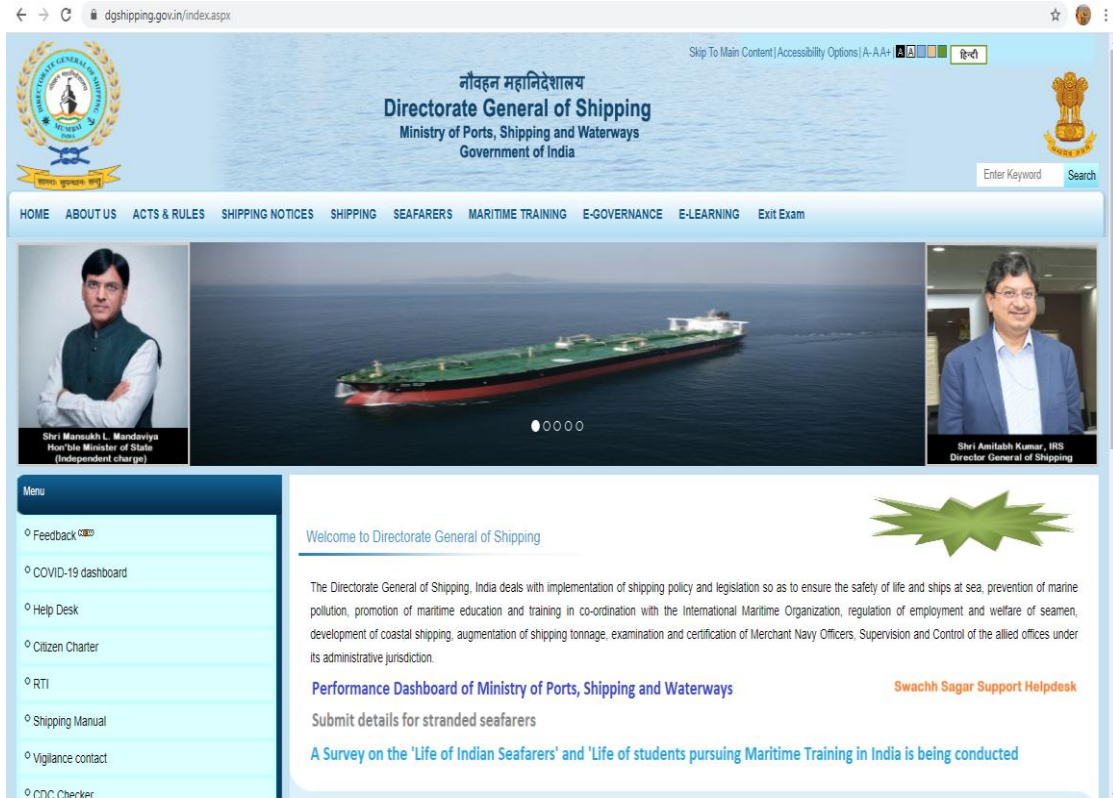 dgshipping.gov.in/index.aspx
Skip To Main Content | Accessibility Options | A- A A+ | A A हिन्दी
DIRECTORATE GENERAL OF SHIPPING
MUMBAI
INDIA
नौवहन महानिदेशालय
Directorate General of Shipping
Ministry of Ports, Shipping and Waterways
Government of India
Enter Keyword Search
HOME ABOUT US ACTS & RULES SHIPPING NOTICES SHIPPING SEAFARERS MARITIME TRAINING E-GOVERNANCE E-LEARNING Exit Exam
Shri Mansukh L. Mandaviya
Hon'ble Minister of State
(Independent charge)
Shri Amitabh Kumar, IRS
Director General of Shipping
Menu
Feedback NEW
COVID-19 dashboard
Help Desk
Citizen Charter
RTI
Shipping Manual
Vigilance contact
CDC Checker
Welcome to Directorate General of Shipping
The Directorate General of Shipping, India deals with implementation of shipping policy and legislation so as to ensure the safety of life and ships at sea, prevention of marine
pollution, promotion of maritime education and training in co-ordination with the International Maritime Organization, regulation of employment and welfare of seamen,
development of coastal shipping, augmentation of shipping tonnage, examination and certification of Merchant Navy Officers, Supervision and Control of the allied offices under
its administrative jurisdiction.
Performance Dashboard of Ministry of Ports, Shipping and Waterways
Swachh Sagar Support Helpdesk
Submit details for stranded seafarers
A Survey on the 'Life of Indian Seafarers' and 'Life of students pursuing Maritime Training in India is being conducted